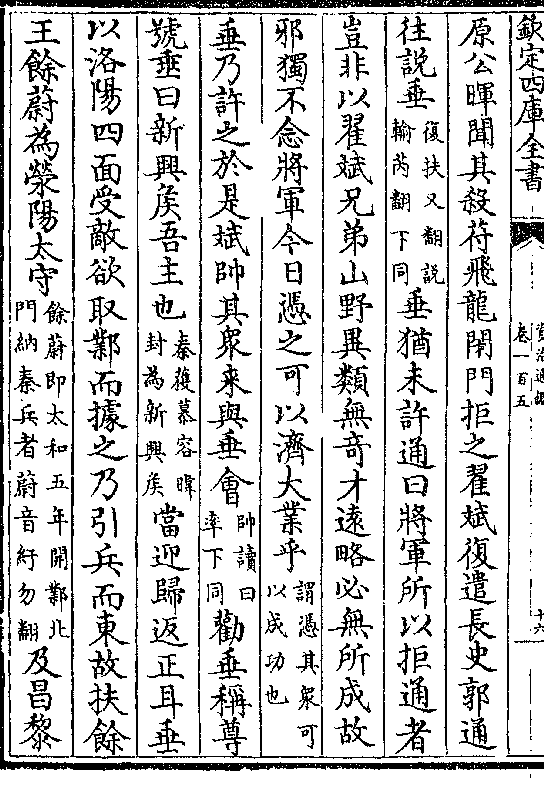 欽定四庫全書
資治通鑑
卷一百五
十六
原公暉聞其殺苻飛龍閉門拒之翟斌復遣長史郭通
往說垂復扶又翻說輸芮翻下同垂猶未許通曰將軍所以拒通者
豈非以翟斌兄弟山野異類無竒才遠略必無所成故
邪獨不念將軍今日憑之可以濟大業乎謂憑其衆可以成功也
垂乃許之於是斌帥其衆来與垂會帥讀曰率下同勸垂稱尊
號垂曰新興矦吾主也秦復慕容暐封為新興矦當迎歸返正耳垂
以洛陽四面受敵欲取鄴而據之乃引兵而東故扶餘
王餘蔚為滎陽太守餘蔚即太和五年開鄴北門納秦兵者蔚音紆勿翻及昌黎